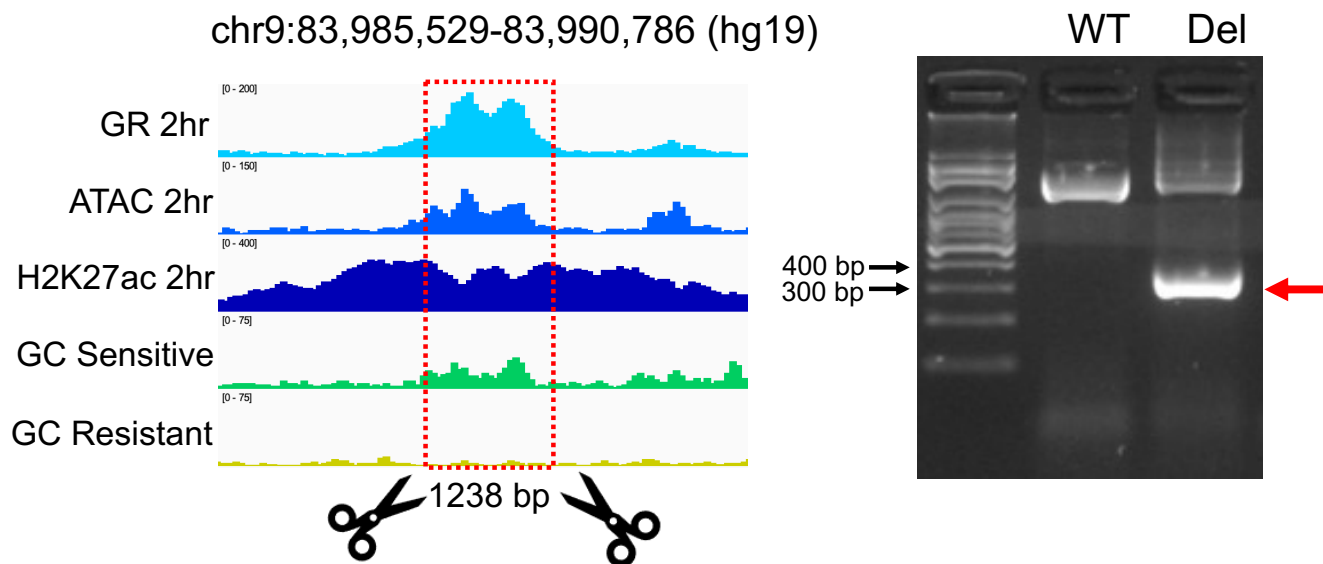 chr9:83,985,529-83,990,786 (hg19)
WT Del
[0 - 200]
GR 2hr
[0 - 150]
ATAC 2hr
[0 - 400]
H2K27ac 2hr
400 bp
300 bp
[0 - 75]
GC Sensitive
[0 - 75]
GC Resistant
1238 bp